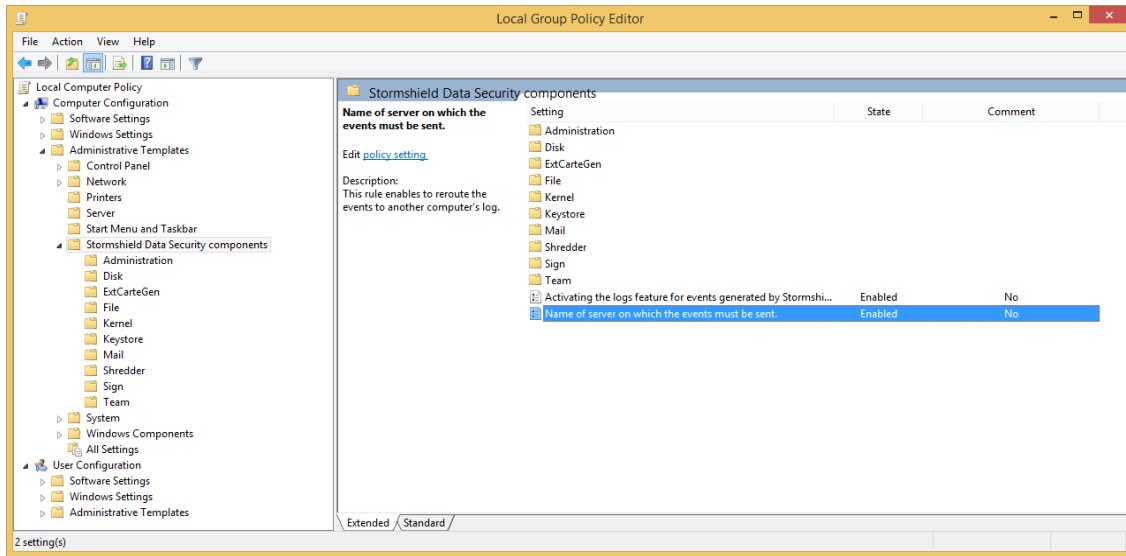 Local Group Policy Editor
File Action View Help
Local Computer Policy
Computer Configuration
Software Settings
Windows Settings
Administrative Templates
Control Panel
Network
Printers
Server
Start Menu and Taskbar
Stormshield Data Security components
Administration
Disk
ExtCarteGen
File
Kernel
Keystore
Mail
Shredder
Sign
Team
System
Windows Components
All Settings
User Configuration
Software Settings
Windows Settings
Administrative Templates
Stormshield Data Security components
Name of server on which the
events must be sent.
Edit policy setting
Description:
This rule enables to reroute the
events to another computer's log.
Setting State Comment
Administration
Disk
ExtCarteGen
File
Kernel
Keystore
Mail
Shredder
Sign
Team
Activating the logs feature for events generated by Stormshi... Enabled No
Name of server on which the events must be sent. Enabled No
Extended Standard
2 setting(s)